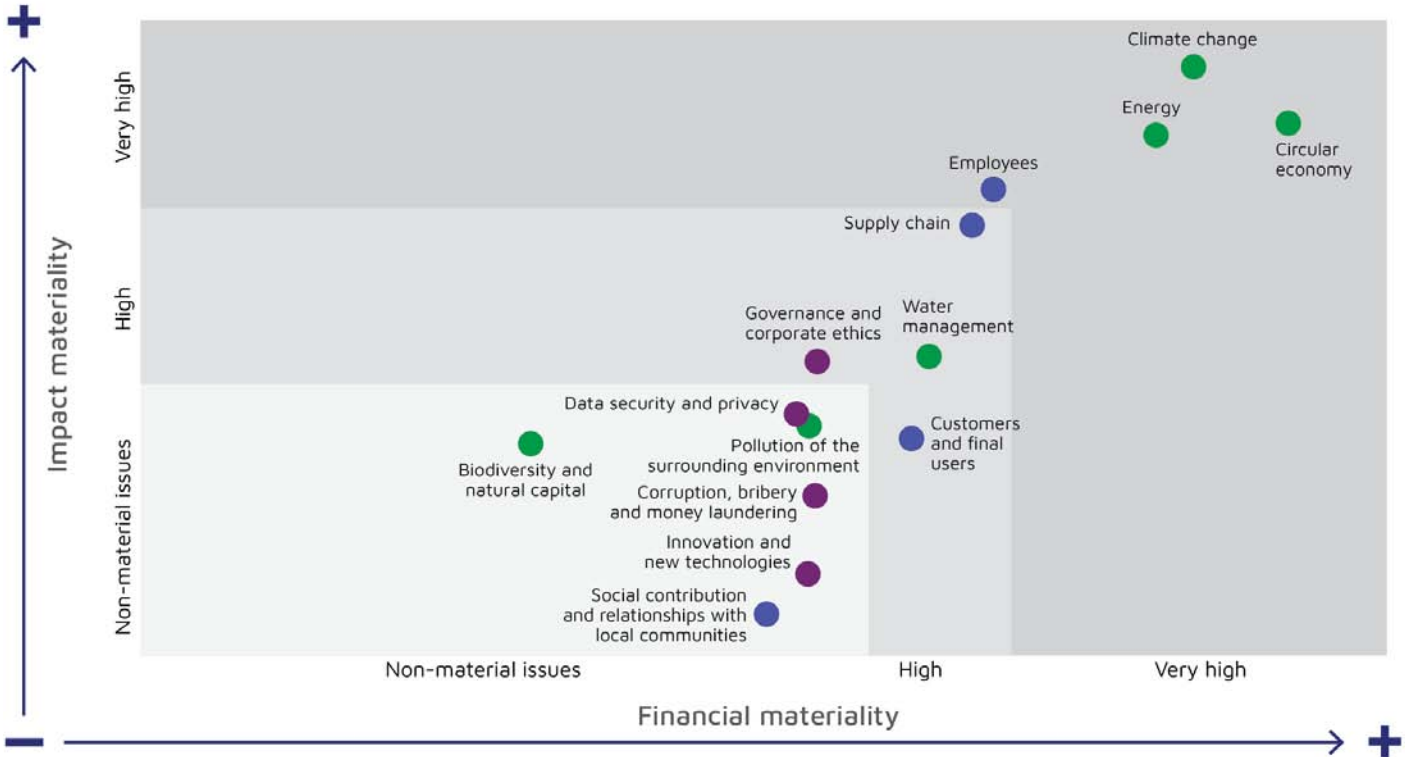 Climate change
Energy
Circular
economy
Employees
Supply chain
Governance and
corporate ethics
Water
management
Data security and privacy
Customers
and final
users
Pollution of the
surrounding environment
Biodiversity and
natural capital
Corruption, bribery
and money laundering
Innovation and
new technologies
Social contribution
and relationships with
local communities
Very high
High
Non-material issues
Impact materiality
Non-material issues
High
Very high
Financial materiality